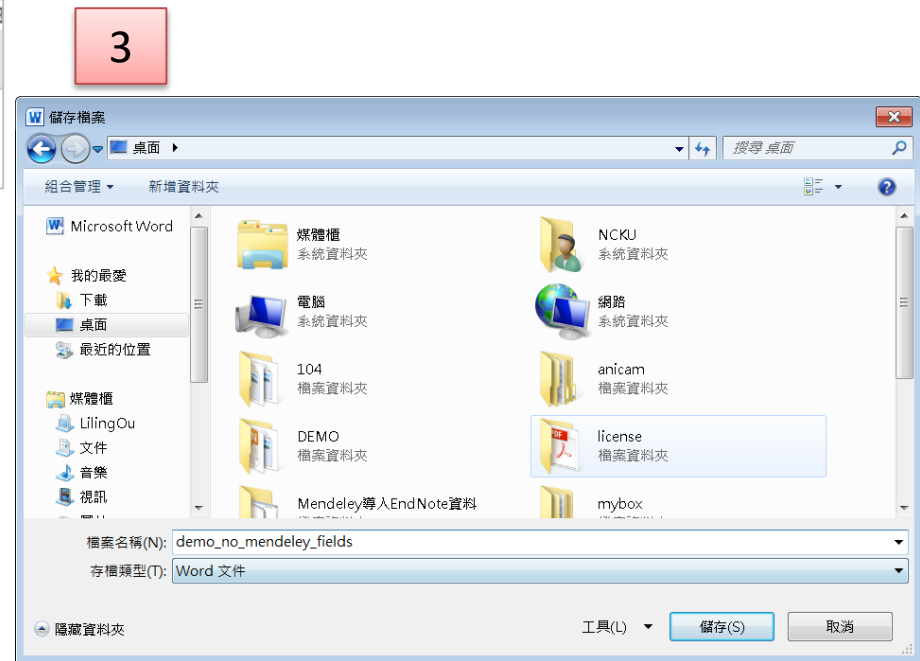 3
儲存檔案
桌面
搜尋 桌面
組合管理
新增資料夾
Microsoft Word
我的最愛
下載
桌面
最近的位置
媒體櫃
LilingOu
文件
音樂
視訊
媒體櫃
系統資料夾
NCKU
系統資料夾
電腦
系統資料夾
網路
系統資料夾
104
檔案資料夾
anicam
檔案資料夾
DEMO
檔案資料夾
license
檔案資料夾
Mendeley導入EndNote資料
mybox
檔案名稱(N): demo_no_mendeley_fields
存檔類型(T): Word 文件
隱藏資料夾
工具(L)
儲存(S)
取消